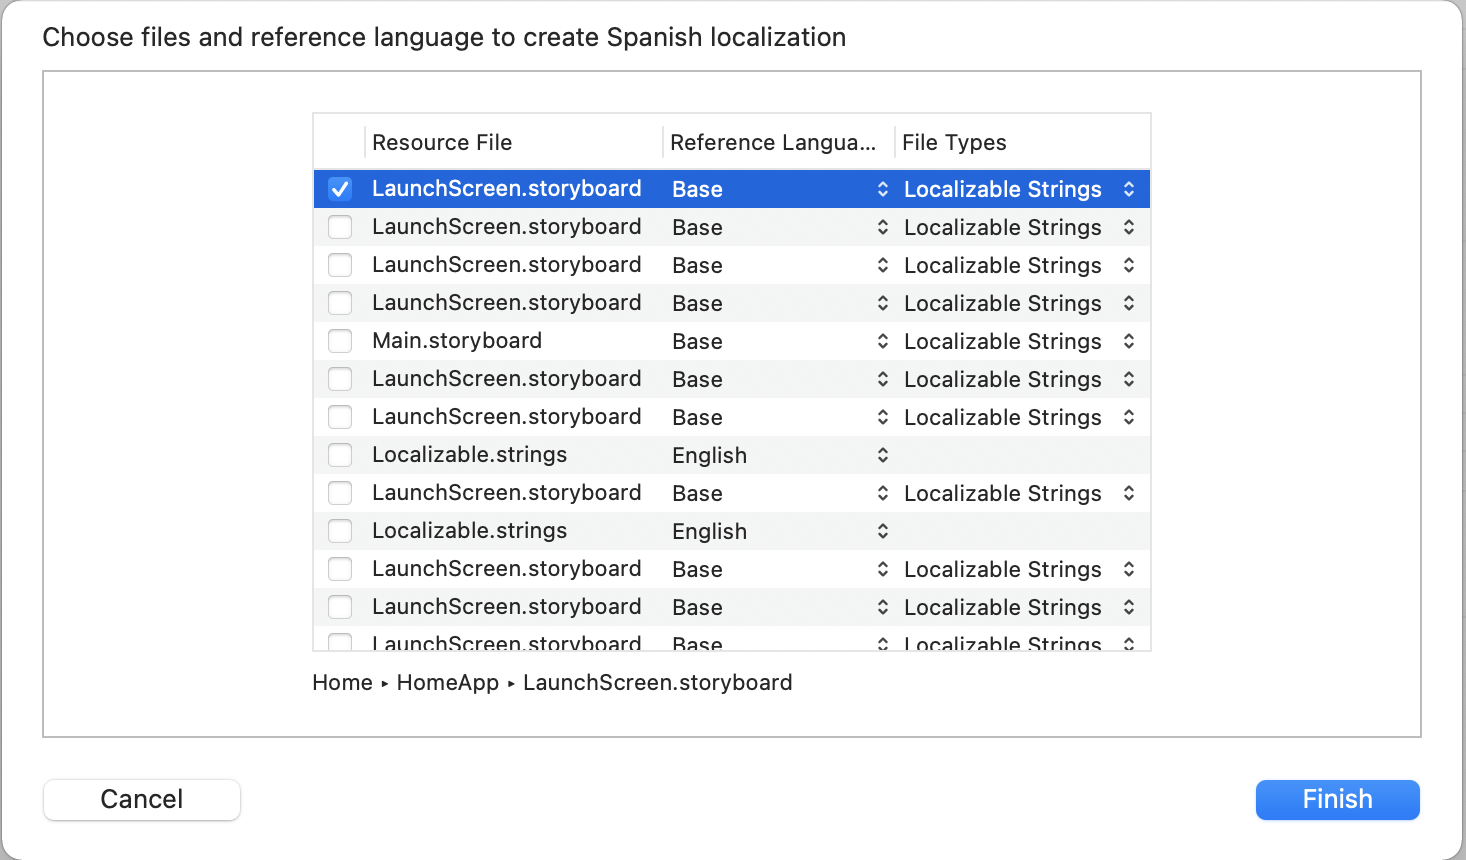 Choose files and reference language to create Spanish localization
Resource File Reference Langua... File Types
LaunchScreen.storyboard Base Localizable Strings
LaunchScreen.storyboard Base Localizable Strings
LaunchScreen.storyboard Base Localizable Strings
LaunchScreen.storyboard Base Localizable Strings
Main.storyboard Base Localizable Strings
LaunchScreen.storyboard Base Localizable Strings
LaunchScreen.storyboard Base Localizable Strings
Localizable.strings English
LaunchScreen.storyboard Base Localizable Strings
Localizable.strings English
LaunchScreen.storyboard Base Localizable Strings
LaunchScreen.storyboard Base Localizable Strings
LaunchScreen.storyboard Base Localizable Strings
Home ▸ HomeApp ▸ LaunchScreen.storyboard
Cancel Finish